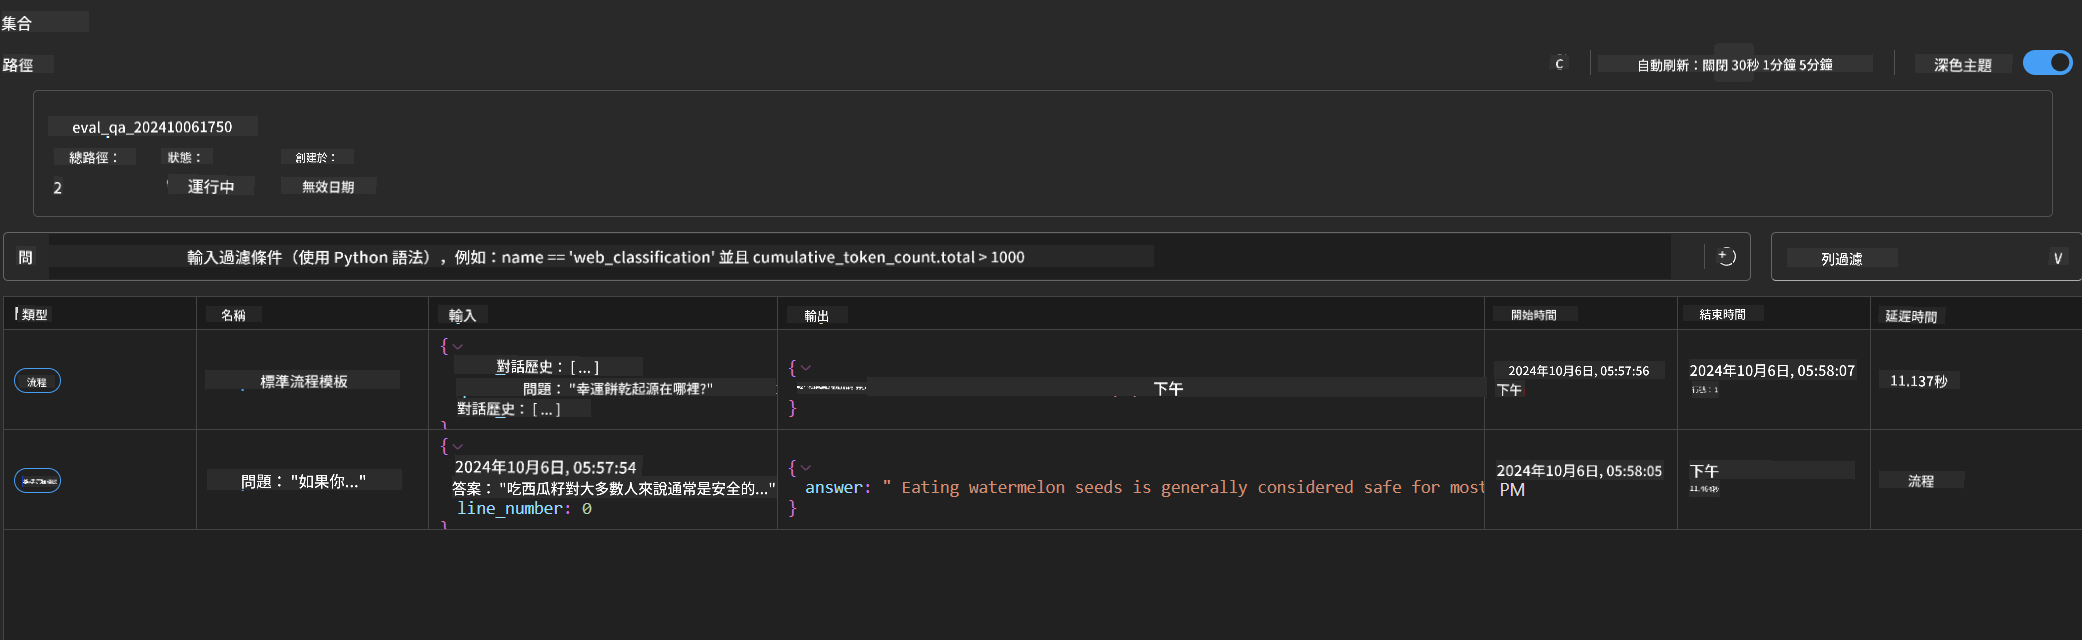 集合
路徑
C
自動刷新：關閉 30秒 1分鐘 5分鐘
深色主題
eval_qa_202410061750
總路徑：
狀態：
創建於：
2
運行中
無效日期
問
輸入過濾條件（使用 Python 語法），例如：name == 'web_classification' 並且 cumulative_token_count.total > 1000
列過濾
類型
名稱
輸入
輸出
開始時間
結束時間
延遲時間
流程
標準流程模板
{
對話歷史： [ ... ]
問題： "幸運餅乾起源在哪裡?"
對話歷史： [ ... ]
}
{
下午
}
2024年10月6日, 05:57:56
下午
2024年10月6日, 05:58:07
行號：1
11.137秒
問題： "如果你..."
{
2024年10月6日, 05:57:54
答案： "吃西瓜籽對大多數人來說通常是安全的..."
line_number: 0
}
{
answer: " Eating watermelon seeds is generally considered safe for most
}
2024年10月6日, 05:58:05
PM
下午
流程